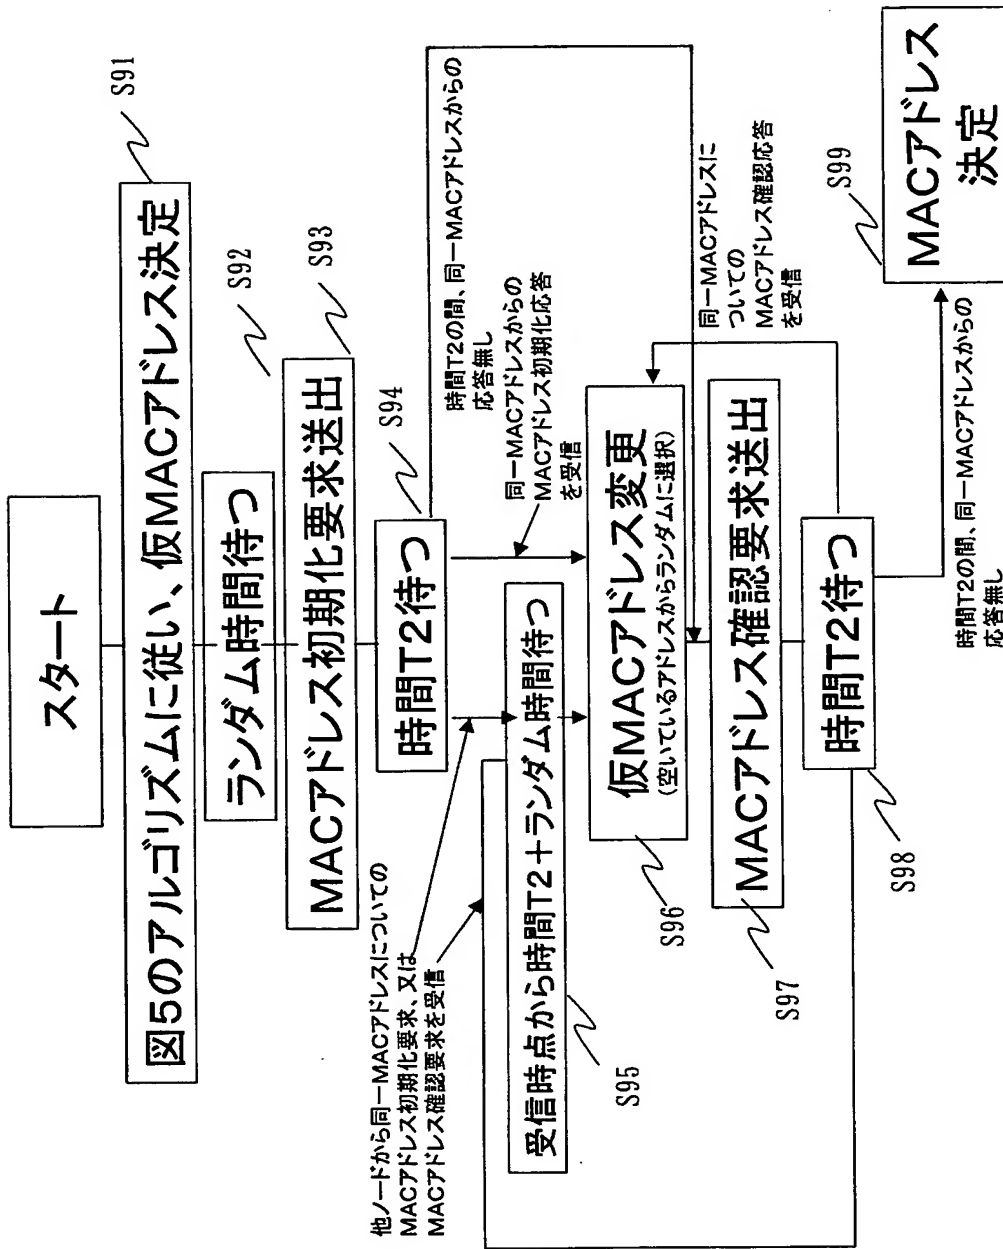 スタート
図5のアルゴリズムに従い、仮MACアドレス決定
S91
ランダム時間待つ
S92
MACアドレス初期化要求送出
S93
時間T2待つ
S94
他ノードから同一MACアドレスについての
MACアドレス初期化要求、又は
MACアドレス確認要求を受信
時間T2の間、同一MACアドレスからの
応答無し
同一MACアドレスからの
MACアドレス初期化応答
を受信
受信時点から時間T2+ランダム時間待つ
S95
仮MACアドレス変更
(空いているアドレスからランダムに選択)
S96
同一MACアドレスに
ついての
MACアドレス確認応答
を受信
MACアドレス確認要求送出
S97
時間T2待つ
S98
時間T2の間、同一MACアドレスからの
応答無し
S99
MACアドレス
決定